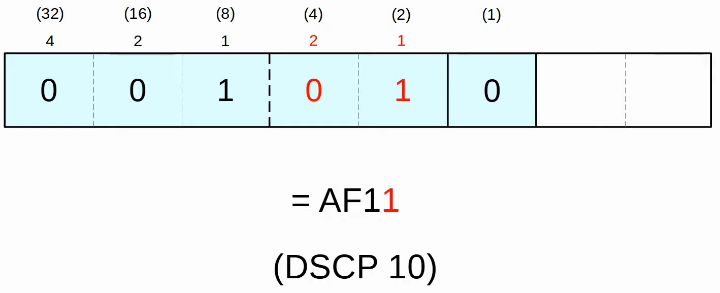 (32) (16) (8) (4) (2) (1)
4 2 1 2 1
0 0 1 0 1 0
= AF11
(DSCP 10)